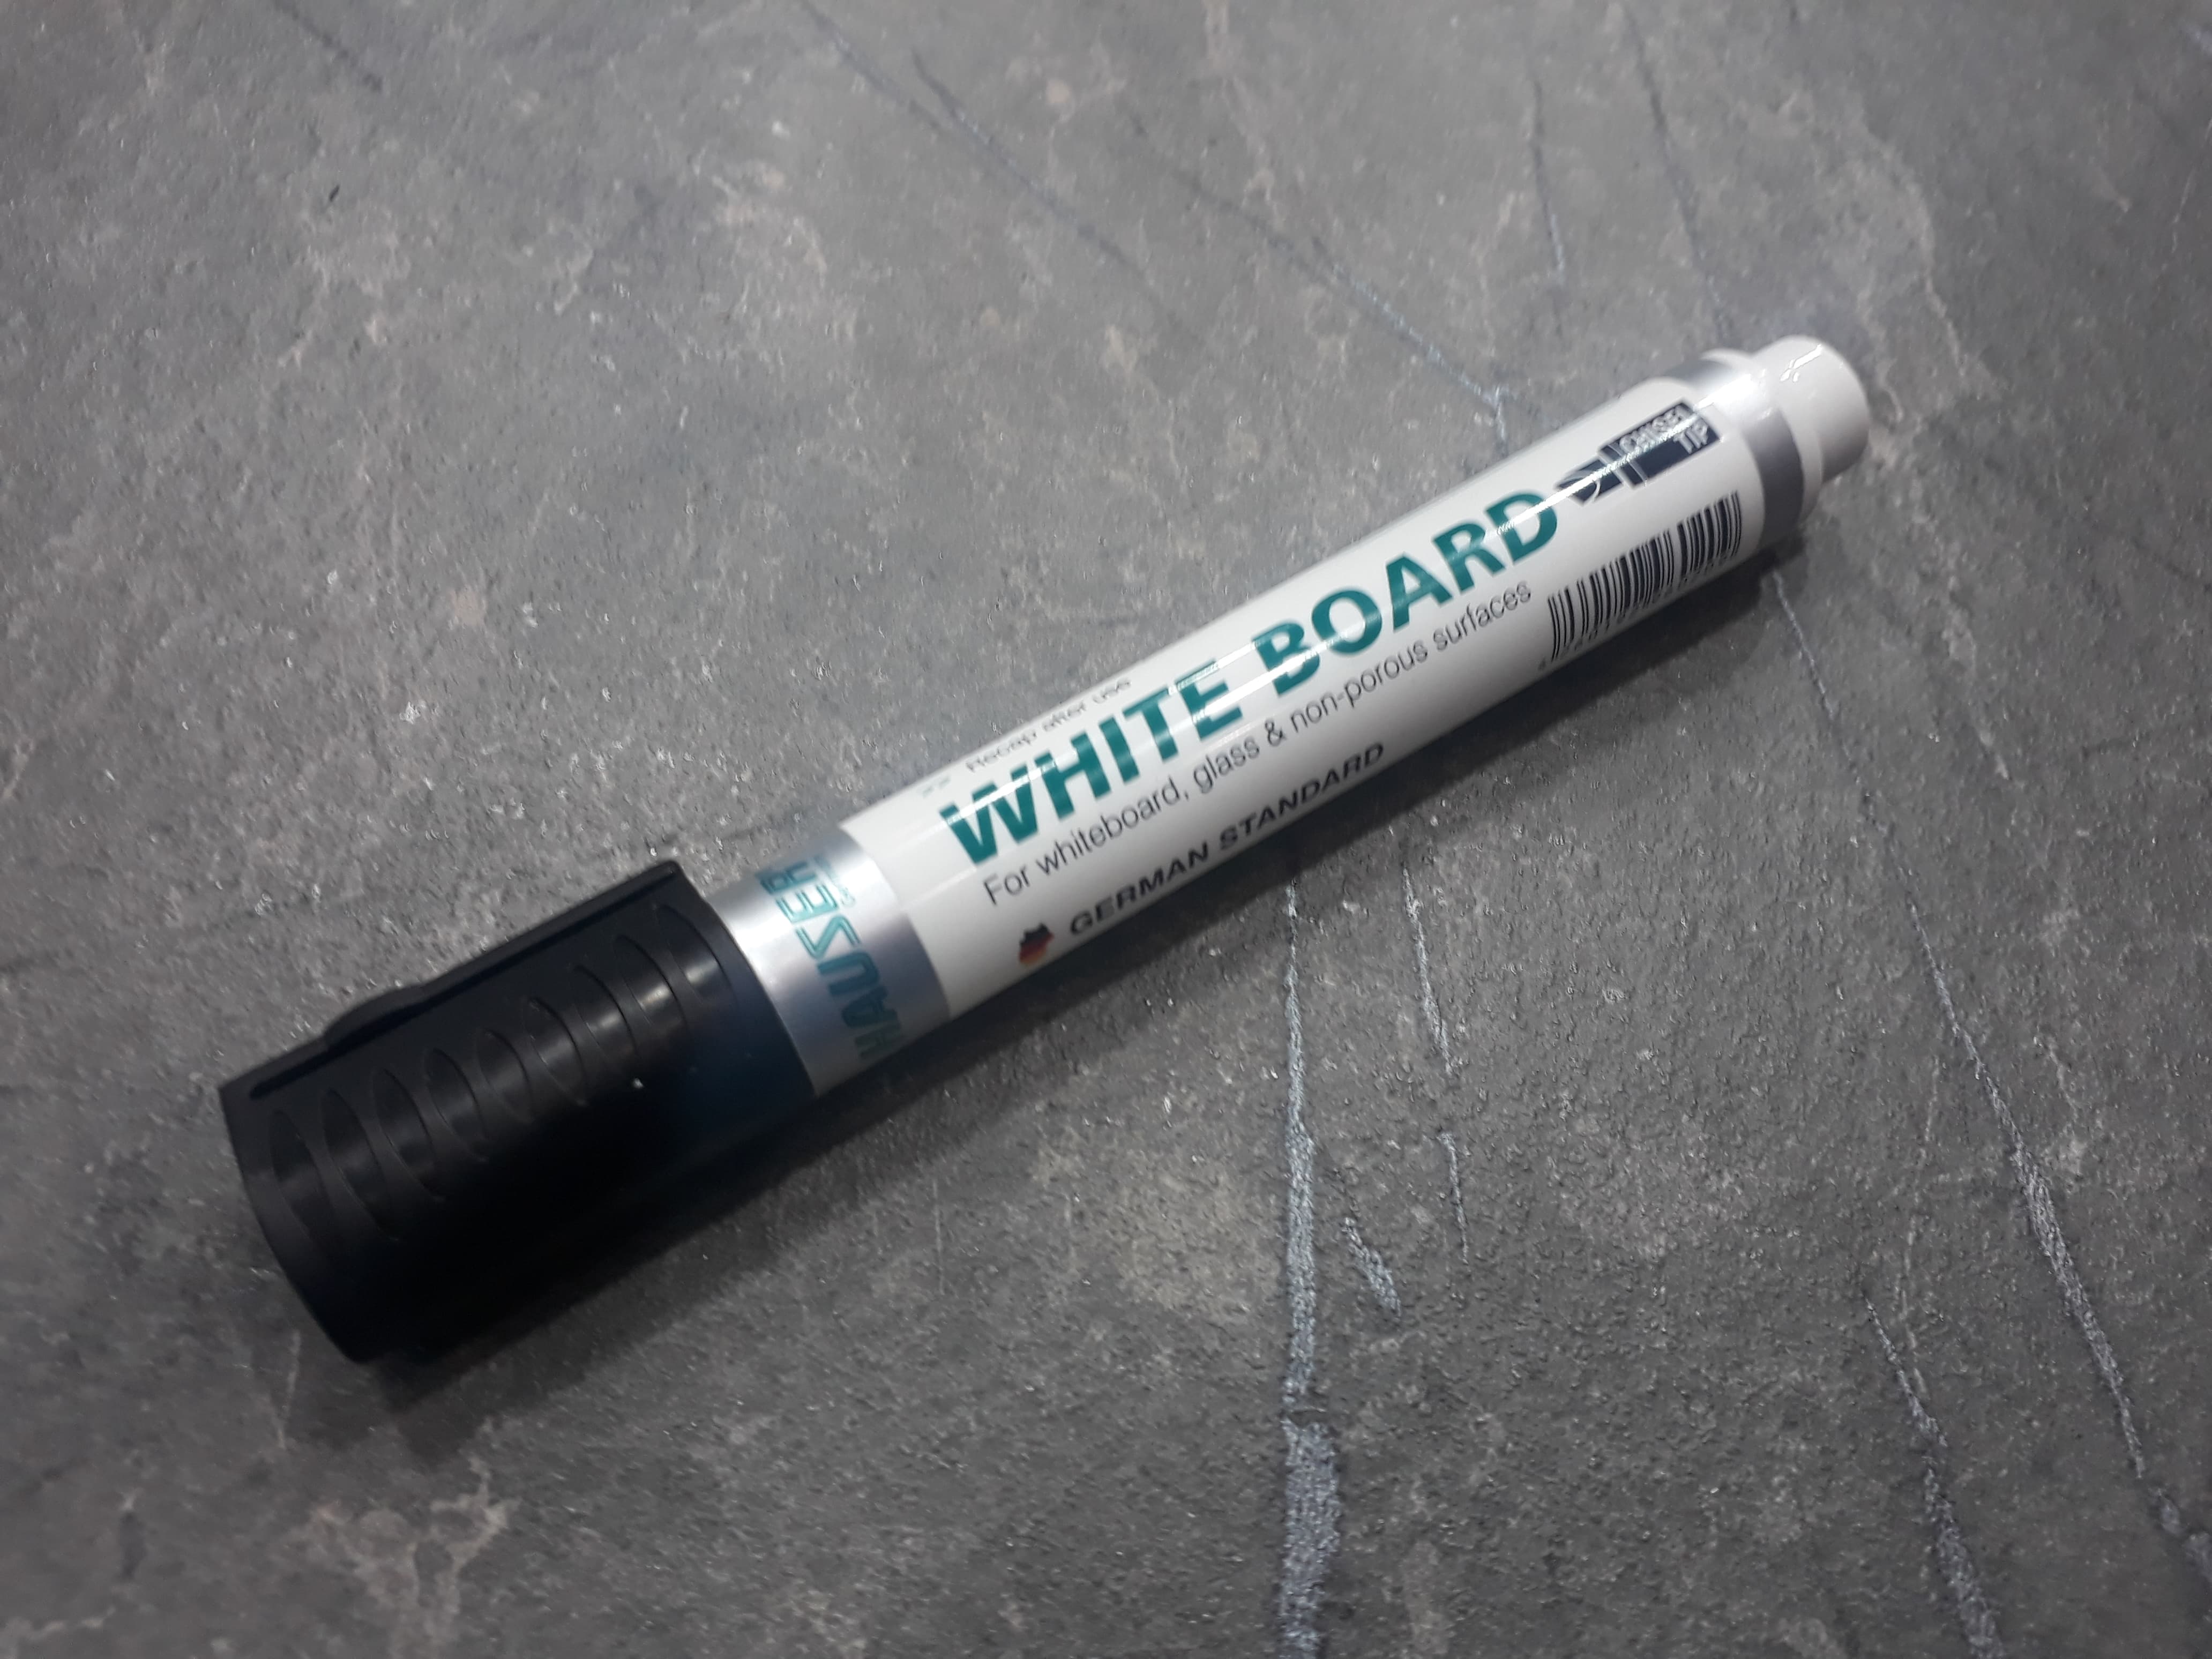 HAUSER
Recap after use
WHITE BOARD
For whiteboard, glass & non-porous surfaces
GERMAN STANDARD
CHISEL
TIP